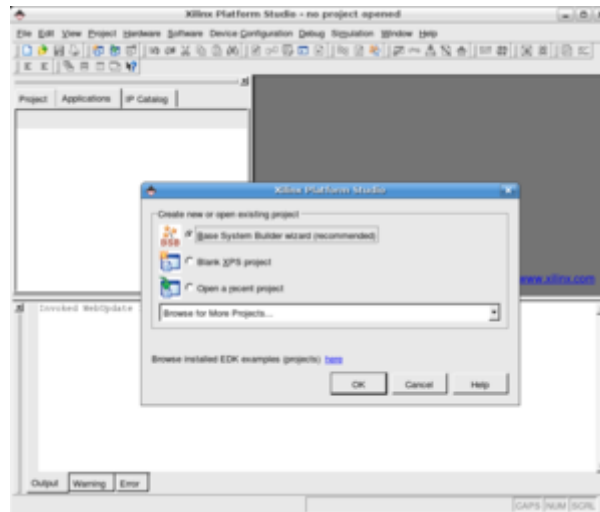 Xilinx Platform Studio - no project opened
File Edit View Project Hardware Software Device Configuration Debug Simulation Window Help
Project Applications IP Catalog
Xilinx Platform Studio
Create new or open existing project
BSB
Base System Builder wizard (recommended)
Blank XPS project
Open a recent project
www.xilinx.com
Browse for More Projects...
Invoked WebUpdate
Browse installed EDK examples (projects) here
OK Cancel Help
Output Warning Error
CAPS NUM SCRL